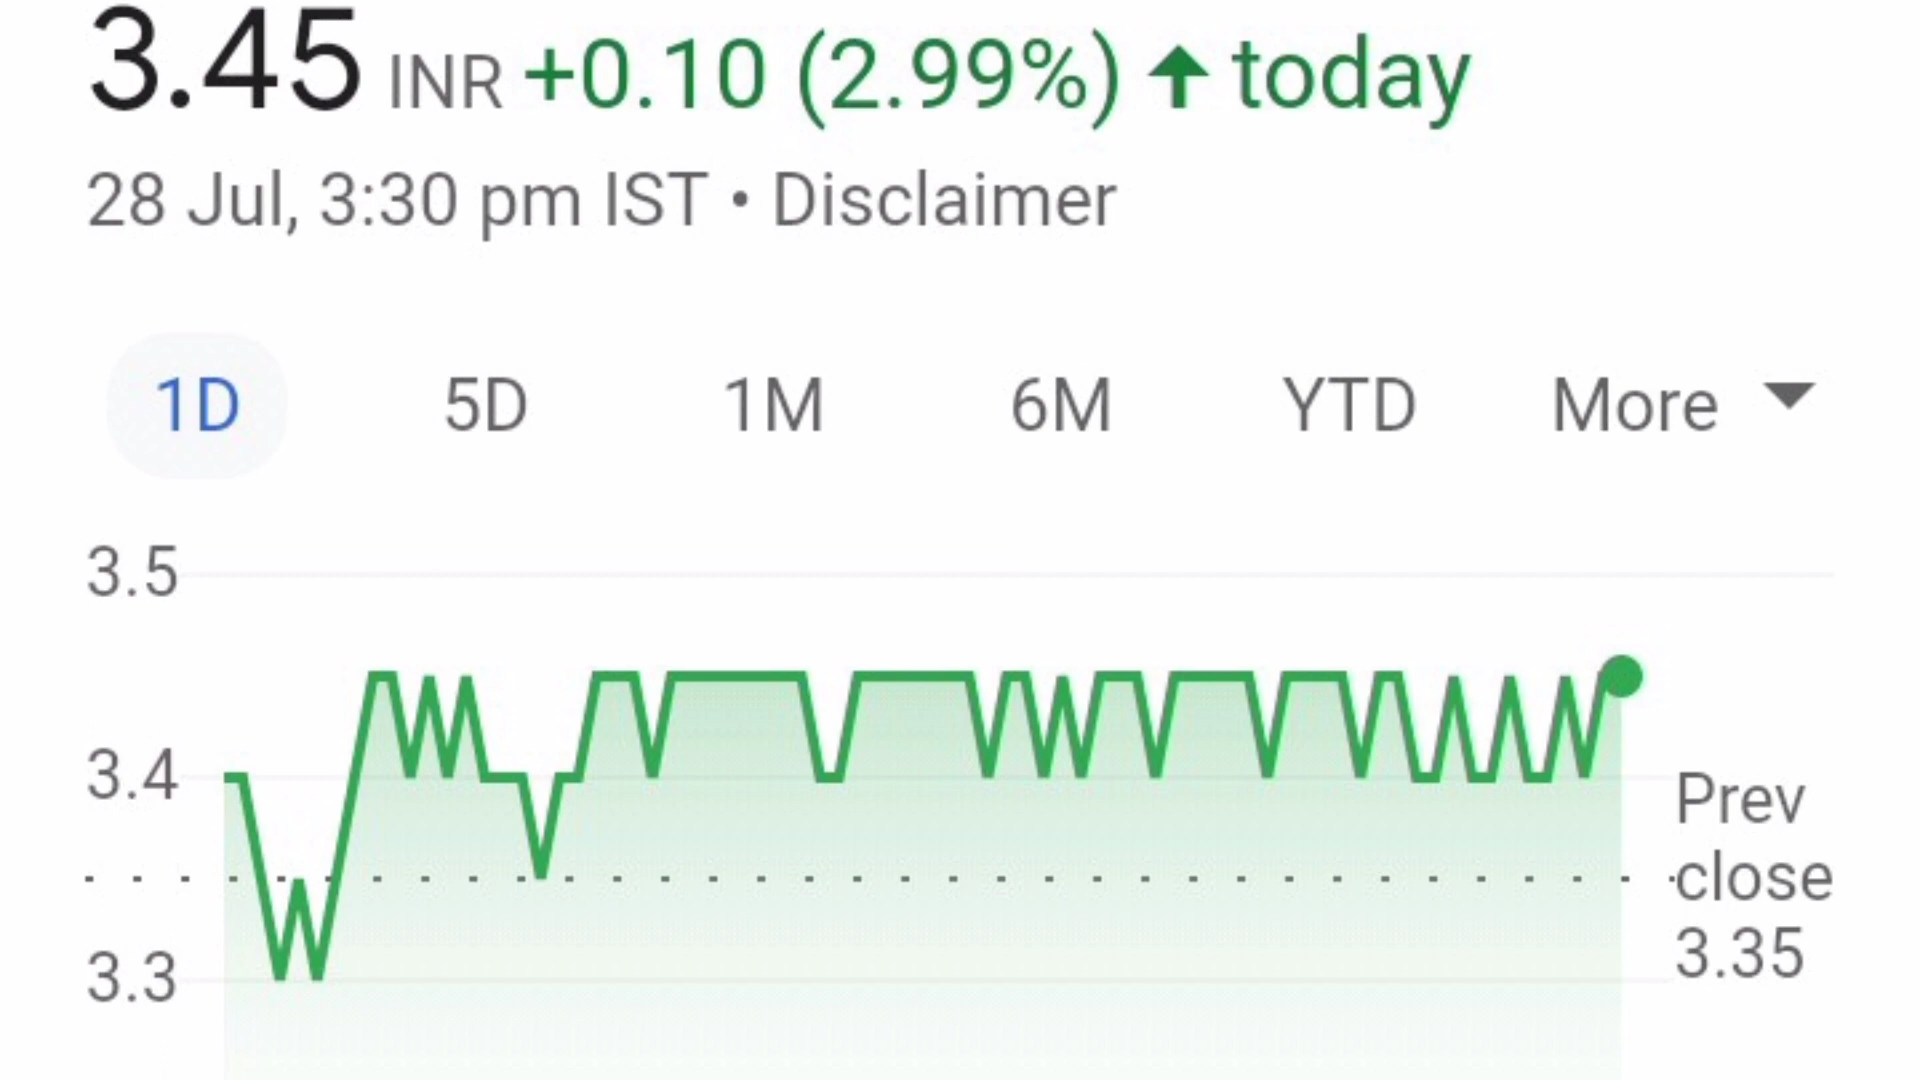 3.45 INR +0.10 (2.99%) ↑ today
28 Jul, 3:30 pm IST • Disclaimer
1D 5D 1M 6M YTD More
3.5
3.4
3.3
Prev
close
3.35